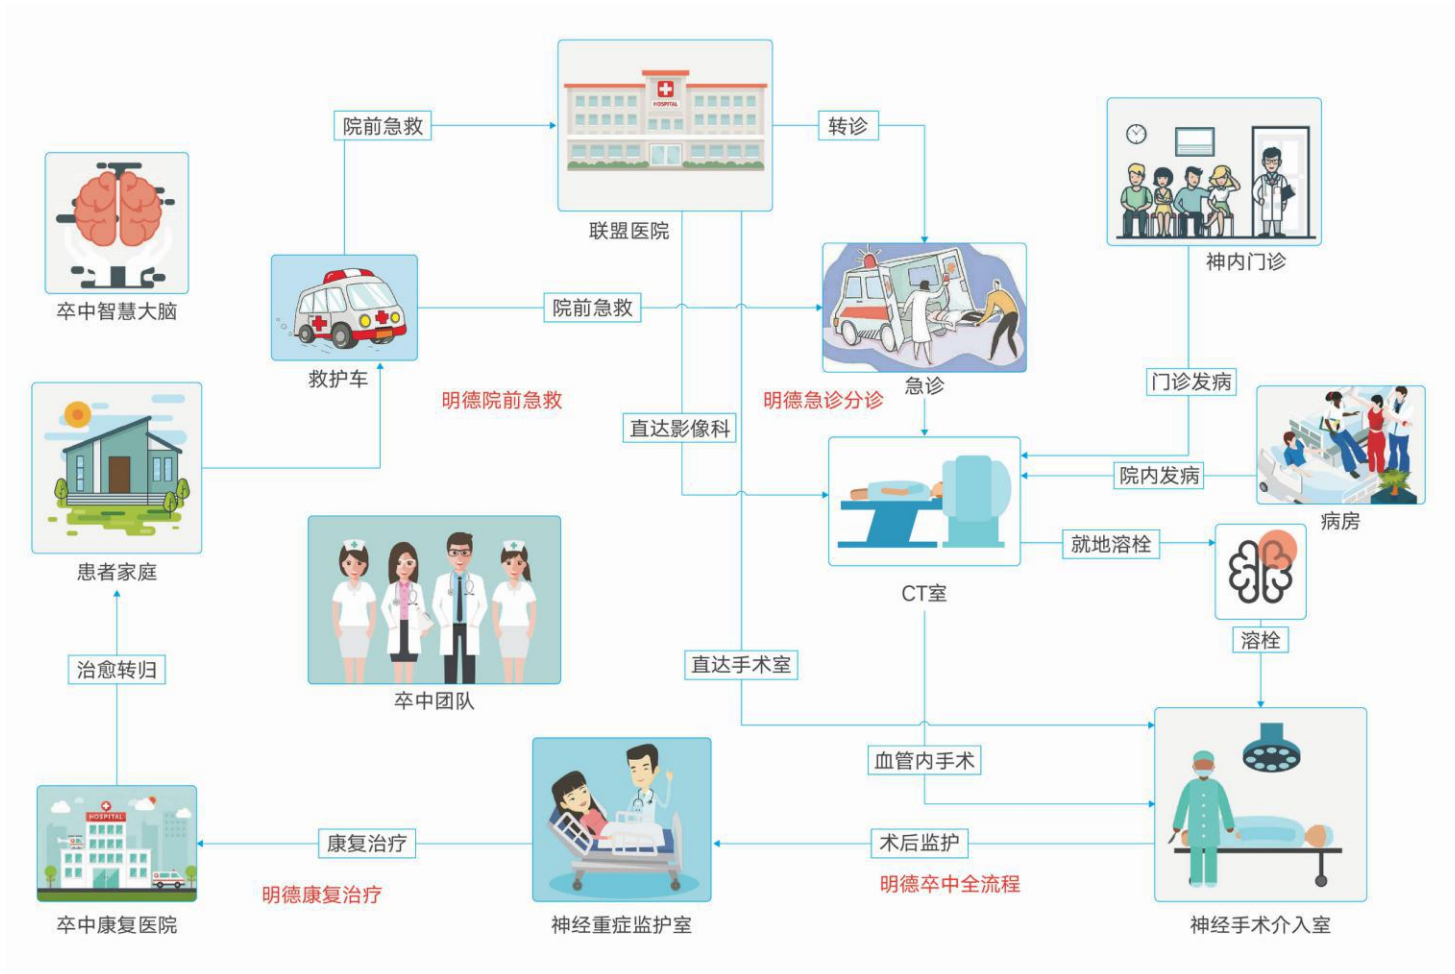 院前急救
HOSPITAL
转诊
联盟医院
神内门诊
卒中智慧大脑
院前急救
救护车
急诊
明德院前急救
明德急诊分诊
门诊发病
直达影像科
院内发病
病房
就地溶栓
患者家庭
CT室
溶栓
治愈转归
直达手术室
卒中团队
血管内手术
HOSPITAL
康复治疗
术后监护
明德康复治疗
明德卒中全流程
卒中康复医院
神经重症监护室
神经手术介入室